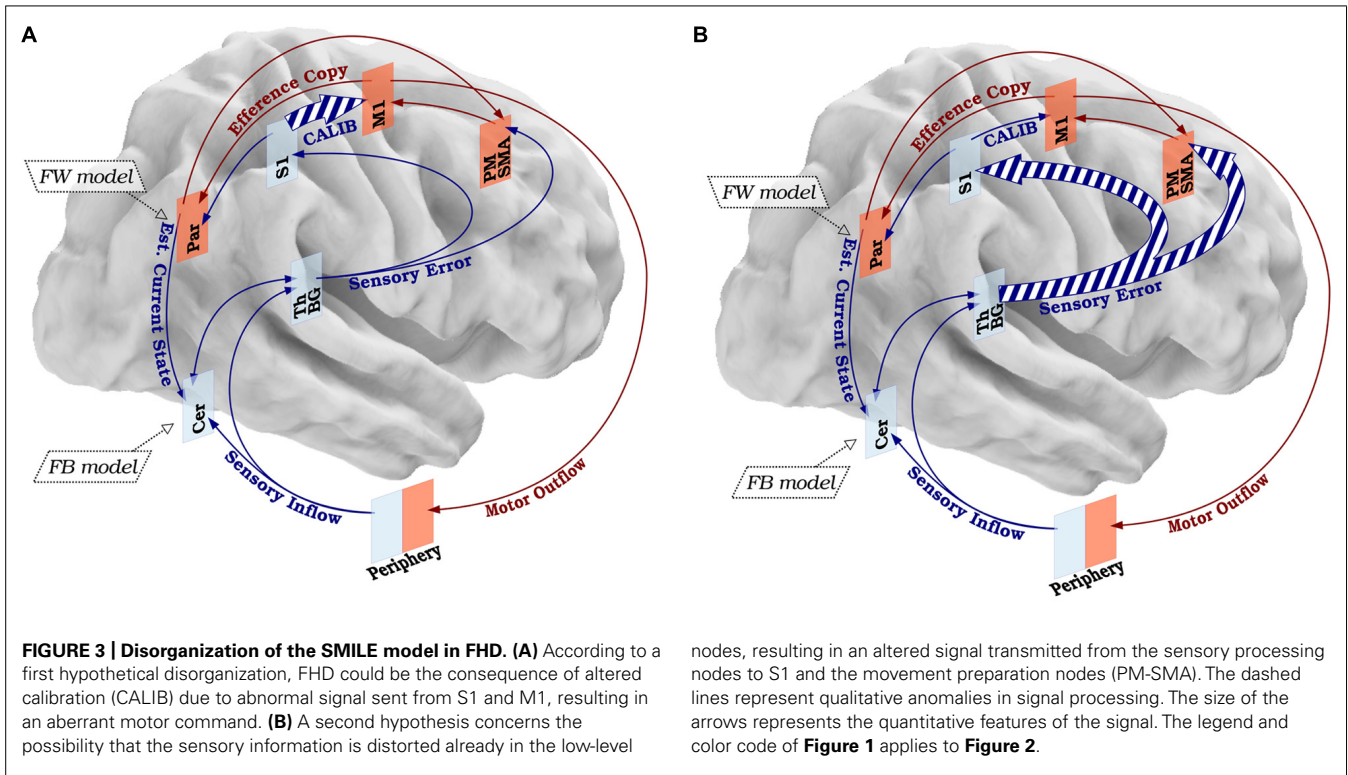 A
Efference Copy
M1
CALIB
S1
PM
SMA
FW model
Par
Est. Current State
Th
BG
Sensory Error
Cer
FB model
Sensory Inflow
Motor Outflow
Periphery
B
Efference Copy
M1
CALIB
S1
PM
SMA
FW model
Par
Est. Current State
Th
BG
Sensory Error
Cer
FB model
Sensory Inflow
Motor Outflow
Periphery
FIGURE 3 | Disorganization of the SMILE model in FHD. (A) According to a
first hypothetical disorganization, FHD could be the consequence of altered
calibration (CALIB) due to abnormal signal sent from S1 and M1, resulting in
an aberrant motor command. (B) A second hypothesis concerns the
possibility that the sensory information is distorted already in the low-level
nodes, resulting in an altered signal transmitted from the sensory processing
nodes to S1 and the movement preparation nodes (PM-SMA). The dashed
lines represent qualitative anomalies in signal processing. The size of the
arrows represents the quantitative features of the signal. The legend and
color code of Figure 1 applies to Figure 2.